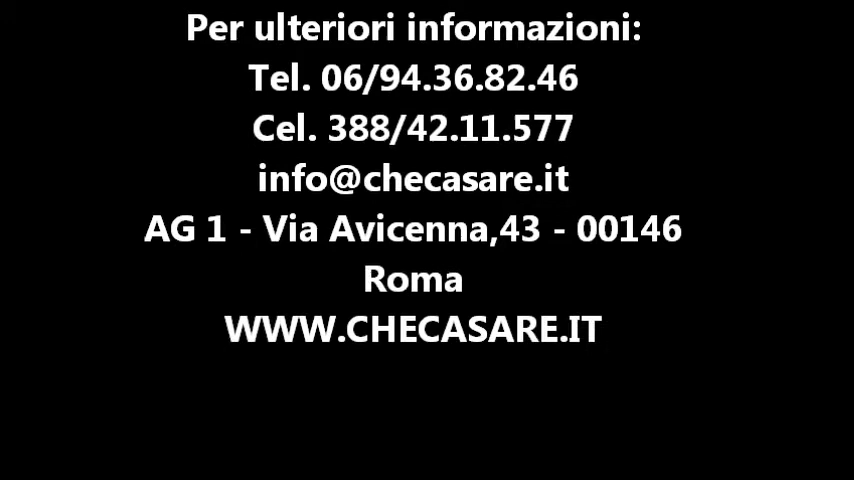 Per ulteriori informazioni:
Tel. 06/94.36.82.46
Cel. 388/42.11.577
info@checasare.it
AG 1 - Via Avicenna,43 - 00146
Roma
WWW.CHECASARE.IT